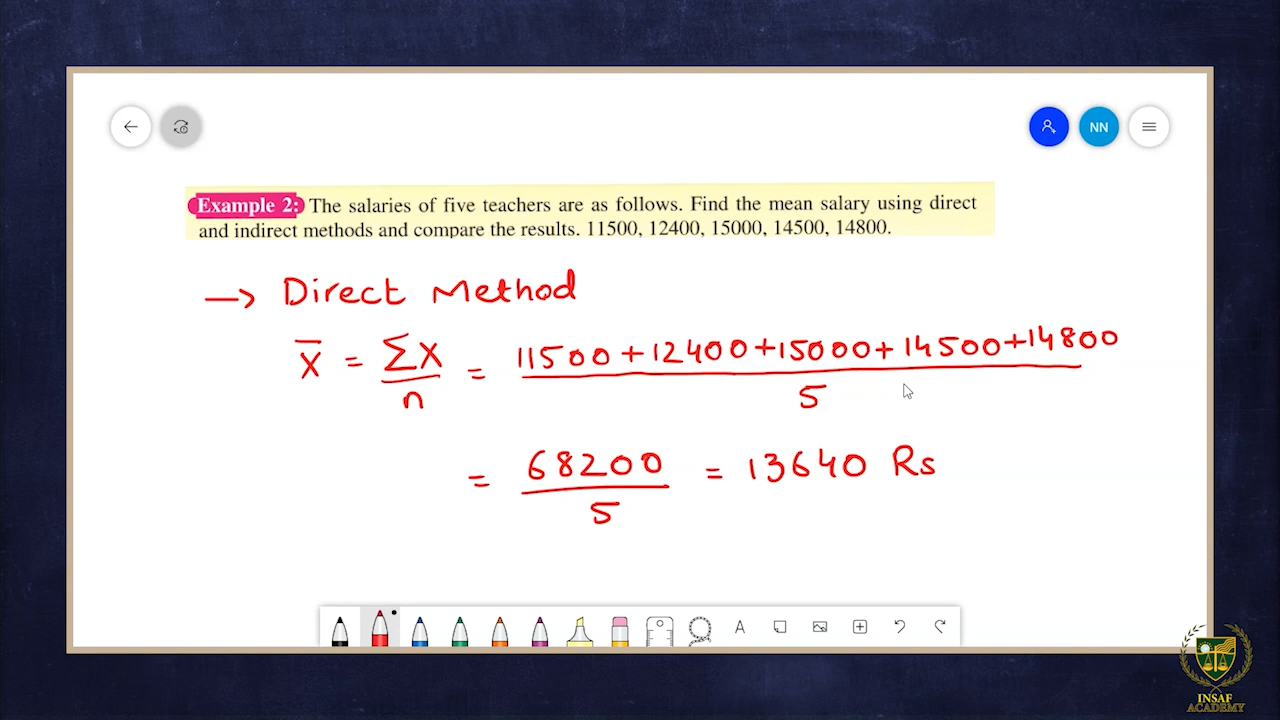 NN
Example 2: The salaries of five teachers are as follows. Find the mean salary using direct
and indirect methods and compare the results. 11500, 12400, 15000, 14500, 14800.
→ Direct Method
x̄ = ΣX/n = 11500+12400+15000+14500+14800/5
= 68200/5 = 13640 Rs
A
INSAF
ACADEMY